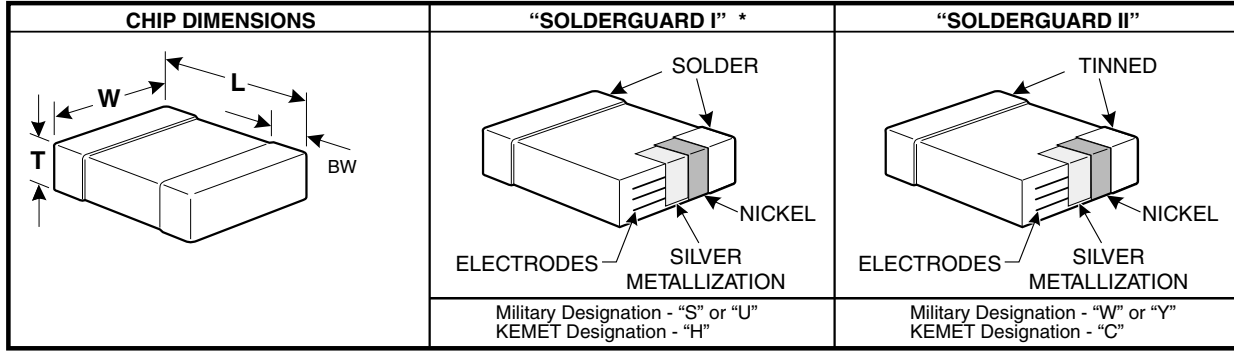 CHIP DIMENSIONS
W
L
T
BW
“SOLDERGUARD I” *
SOLDER
NICKEL
ELECTRODES
SILVER
METALLIZATION
Military Designation - “S” or “U”
KEMET Designation - “H”
“SOLDERGUARD II”
TINNED
NICKEL
ELECTRODES
SILVER
METALLIZATION
Military Designation - “W” or “Y”
KEMET Designation - “C”